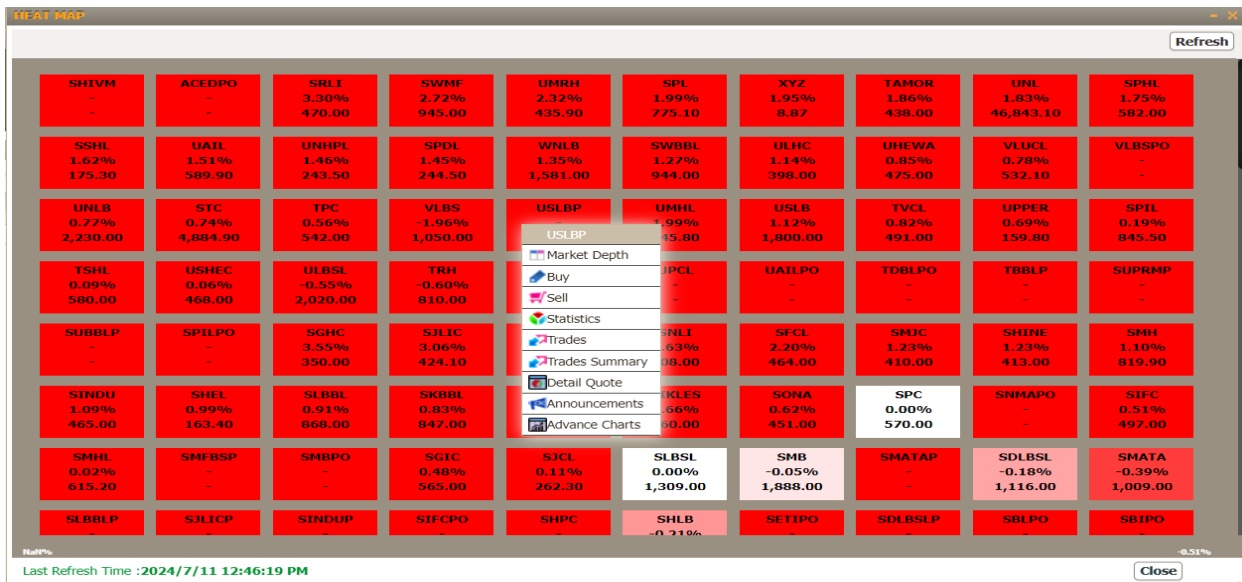 HEAT MAP
Refresh
SHIVM ACEDPO SRLI SWMF UMRH SPL XYZ TAMOR UNL SPHL
- - 3.30% 2.72% 2.32% 1.99% 1.95% 1.86% 1.83% 1.75%
- - 470.00 945.00 435.90 775.10 8.87 438.00 46,843.10 582.00
SSHL UAIL UNHPL SPDL WNLB SWBBL ULHC UHEWA VLUCL VLBSPO
1.62% 1.51% 1.46% 1.45% 1.35% 1.27% 1.14% 0.85% 0.78% -
175.30 589.90 243.50 244.50 1,581.00 944.00 398.00 475.00 532.10 -
UNLB STC TPC VLBS USLBP UMHL USLB TVCL UPPER SPIL
0.77% 0.74% 0.56% -1.96% - 1.99% 1.12% 0.82% 0.69% 0.19%
2,230.00 4,884.90 542.00 1,050.00 45.80 1,800.00 491.00 159.80 845.50
USLBP
Market Depth
Buy
Sell
Statistics
Trades
Trades Summary
Detail Quote
Announcements
Advance Charts
TSHL USHEC ULBSL TRH UPCL UAILPO TDBLPO TBBLP SUPRMP
0.09% 0.06% -0.55% -0.60% - - - - -
580.00 468.00 2,020.00 810.00 - - - - -
SUBBLP SPILPO SGHC SJLIC SNLI SFCL SMJC SHINE SMH
- - 3.55% 3.06% .63% 2.20% 1.23% 1.23% 1.10%
- - 350.00 424.10 08.00 464.00 410.00 413.00 819.90
SINDU SHEL SLBBL SKBBL IKLES SONA SPC SNMAPO SIFC
1.09% 0.99% 0.91% 0.83% .66% 0.62% 0.00% - 0.51%
465.00 163.40 868.00 847.00 60.00 451.00 570.00 - 497.00
SMHL SMFBSP SMBPO SGIC SJCL SLBSL SMB SMATAP SDLBSL SMATA
0.02% - - 0.48% 0.11% 0.00% -0.05% - -0.18% -0.39%
615.20 - - 565.00 262.30 1,309.00 1,888.00 - 1,116.00 1,009.00
SLBBLP SJLICP SINDUP SIFCPO SHPC SHLB SETIPO SDLBSLP SBLPO SBIPO
- - - - - -0.21% - - - -
NaN% -0.51%
Last Refresh Time :2024/7/11 12:46:19 PM
Close